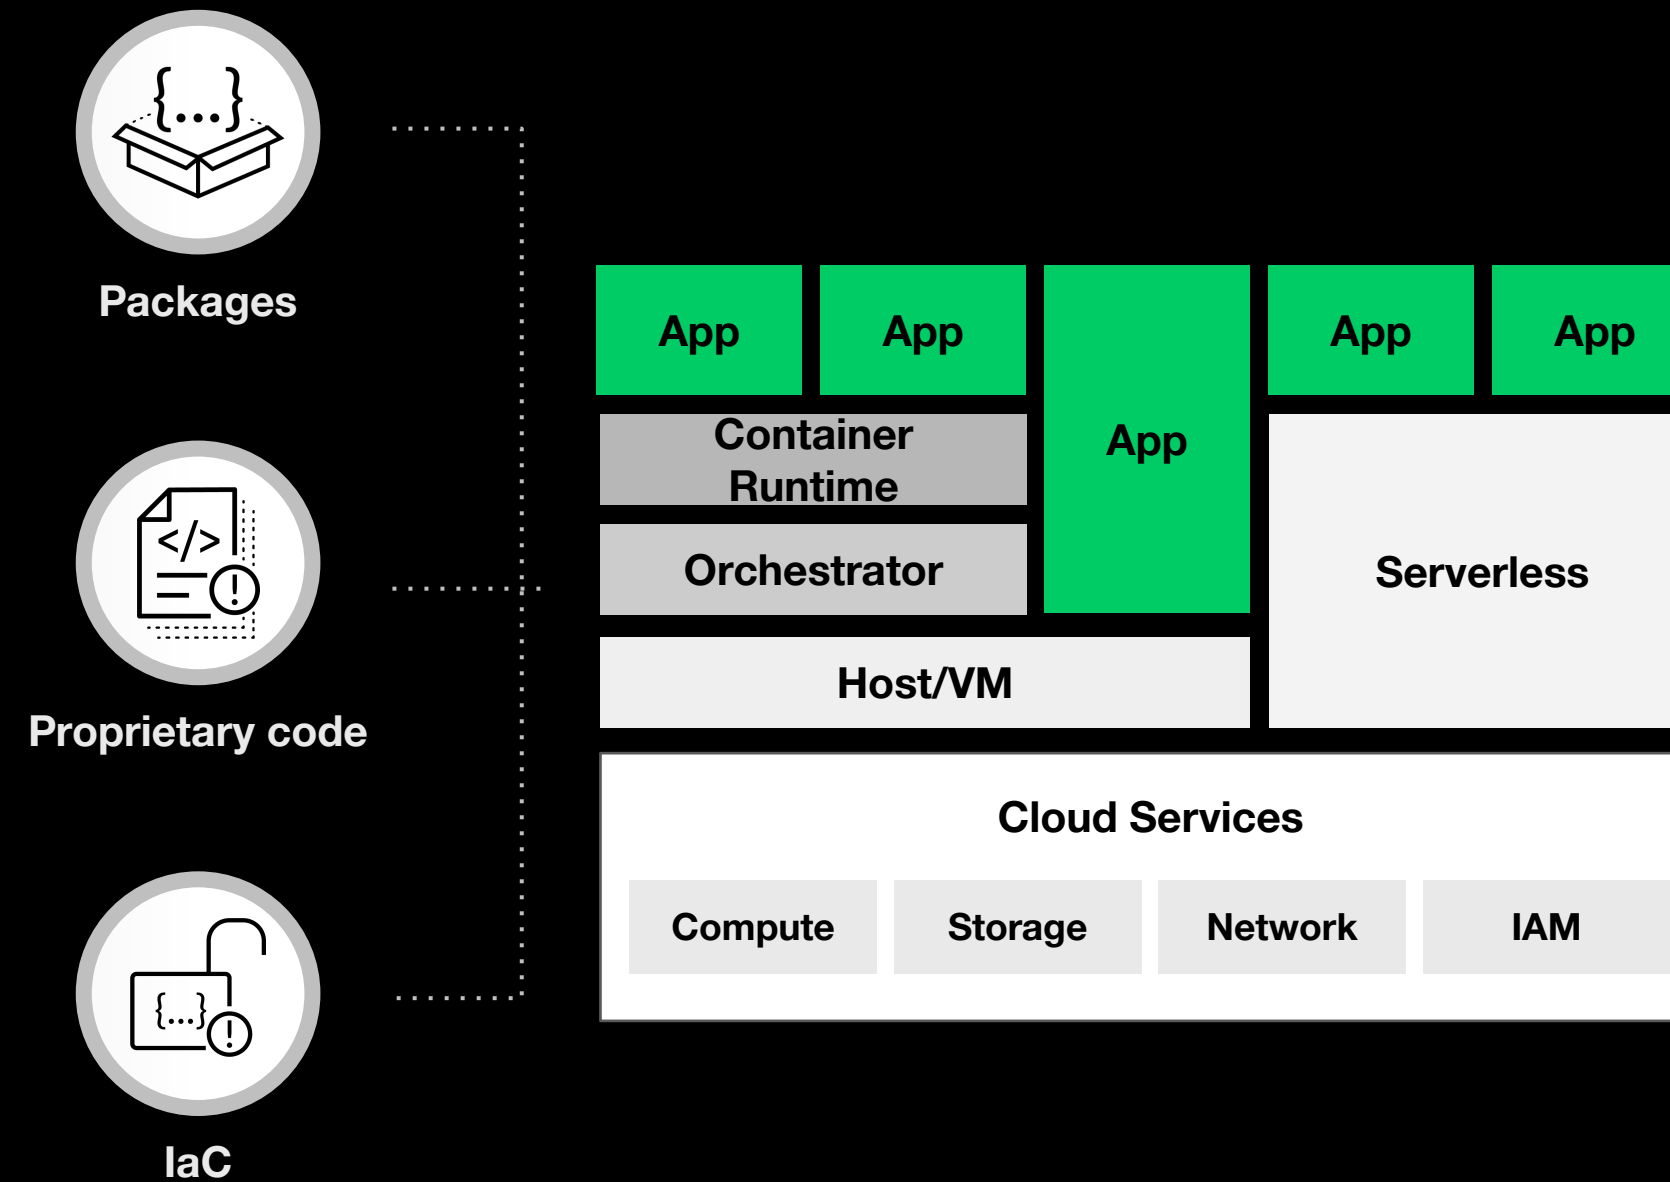 {...}
Packages
</>
!
Proprietary code
{...}
!
IaC
App
App
App
App
App
Container
Runtime
Orchestrator
Serverless
Host/VM
Cloud Services
Compute
Storage
Network
IAM